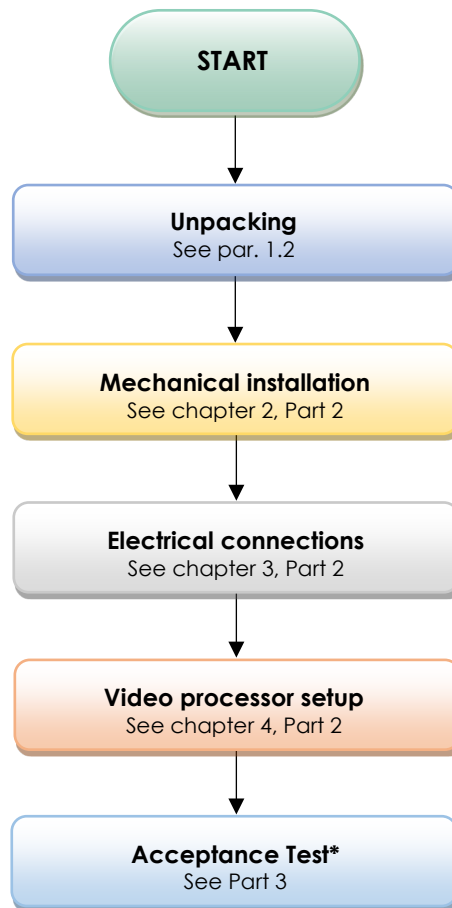 START
Unpacking
See par. 1.2
Mechanical installation
See chapter 2, Part 2
Electrical connections
See chapter 3, Part 2
Video processor setup
See chapter 4, Part 2
Acceptance Test*
See Part 3